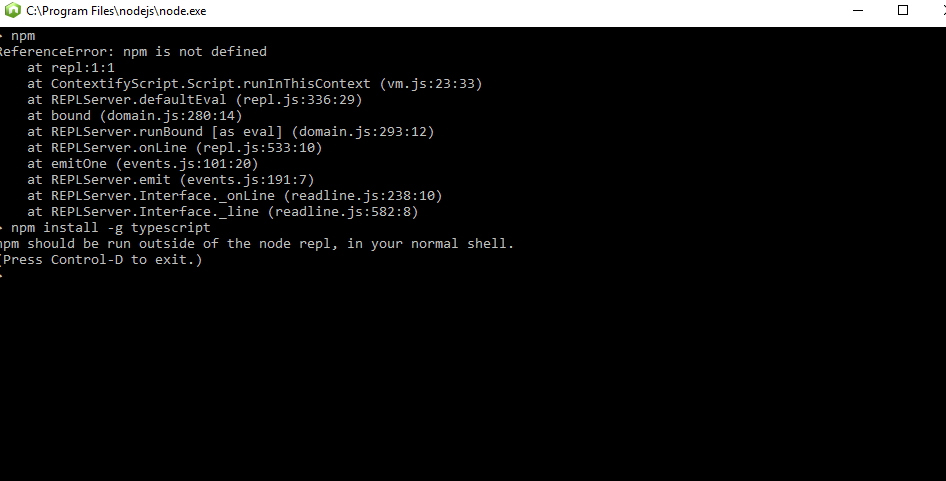 C:\Program Files\nodejs\node.exe
> npm
ReferenceError: npm is not defined
    at repl:1:1
    at ContextifyScript.Script.runInThisContext (vm.js:23:33)
    at REPLServer.defaultEval (repl.js:336:29)
    at bound (domain.js:280:14)
    at REPLServer.runBound [as eval] (domain.js:293:12)
    at REPLServer.onLine (repl.js:533:10)
    at emitOne (events.js:101:20)
    at REPLServer.emit (events.js:191:7)
    at REPLServer.Interface._onLine (readline.js:238:10)
    at REPLServer.Interface._line (readline.js:582:8)
> npm install -g typescript
npm should be run outside of the node repl, in your normal shell.
(Press Control-D to exit.)
>